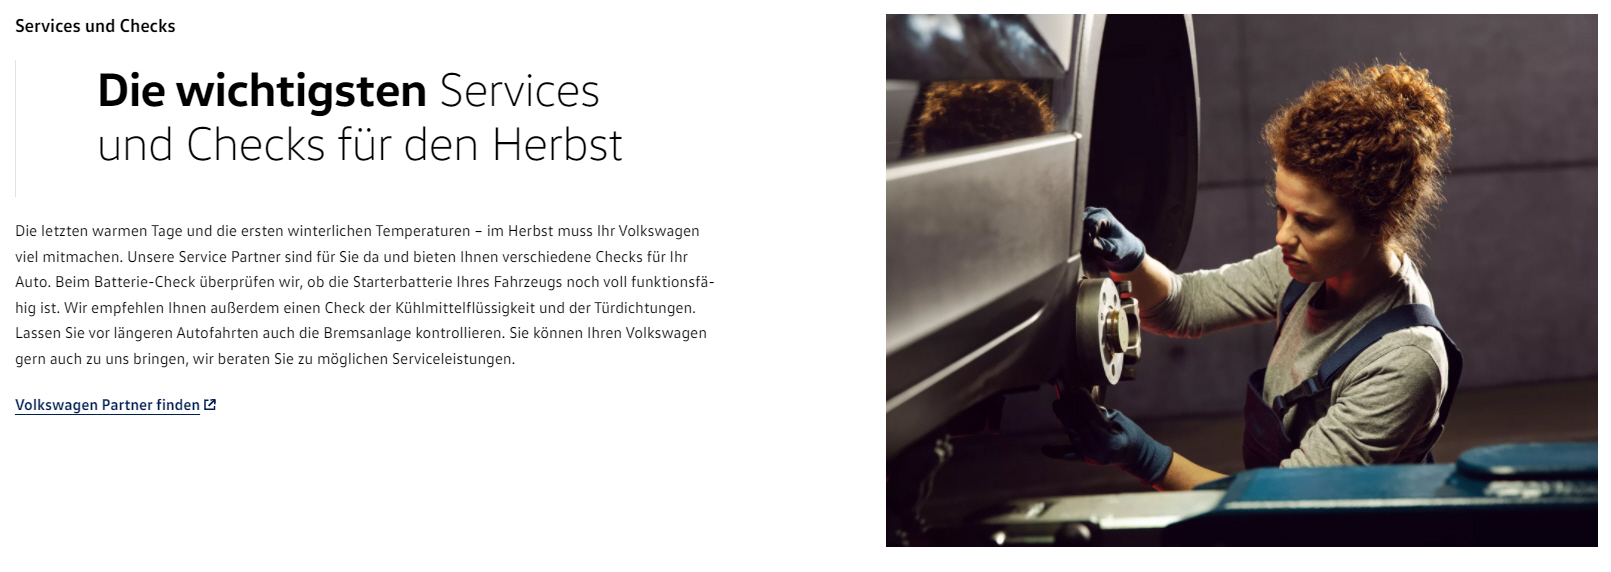 Services und Checks
Die wichtigsten Services
und Checks für den Herbst
Die letzten warmen Tage und die ersten winterlichen Temperaturen – im Herbst muss Ihr Volkswagen
viel mitmachen. Unsere Service Partner sind für Sie da und bieten Ihnen verschiedene Checks für Ihr
Auto. Beim Batterie-Check überprüfen wir, ob die Starterbatterie Ihres Fahrzeugs noch voll funktionsfä-
hig ist. Wir empfehlen Ihnen außerdem einen Check der Kühlmittelflüssigkeit und der Türdichtungen.
Lassen Sie vor längeren Autofahrten auch die Bremsanlage kontrollieren. Sie können Ihren Volkswagen
gern auch zu uns bringen, wir beraten Sie zu möglichen Serviceleistungen.
Volkswagen Partner finden